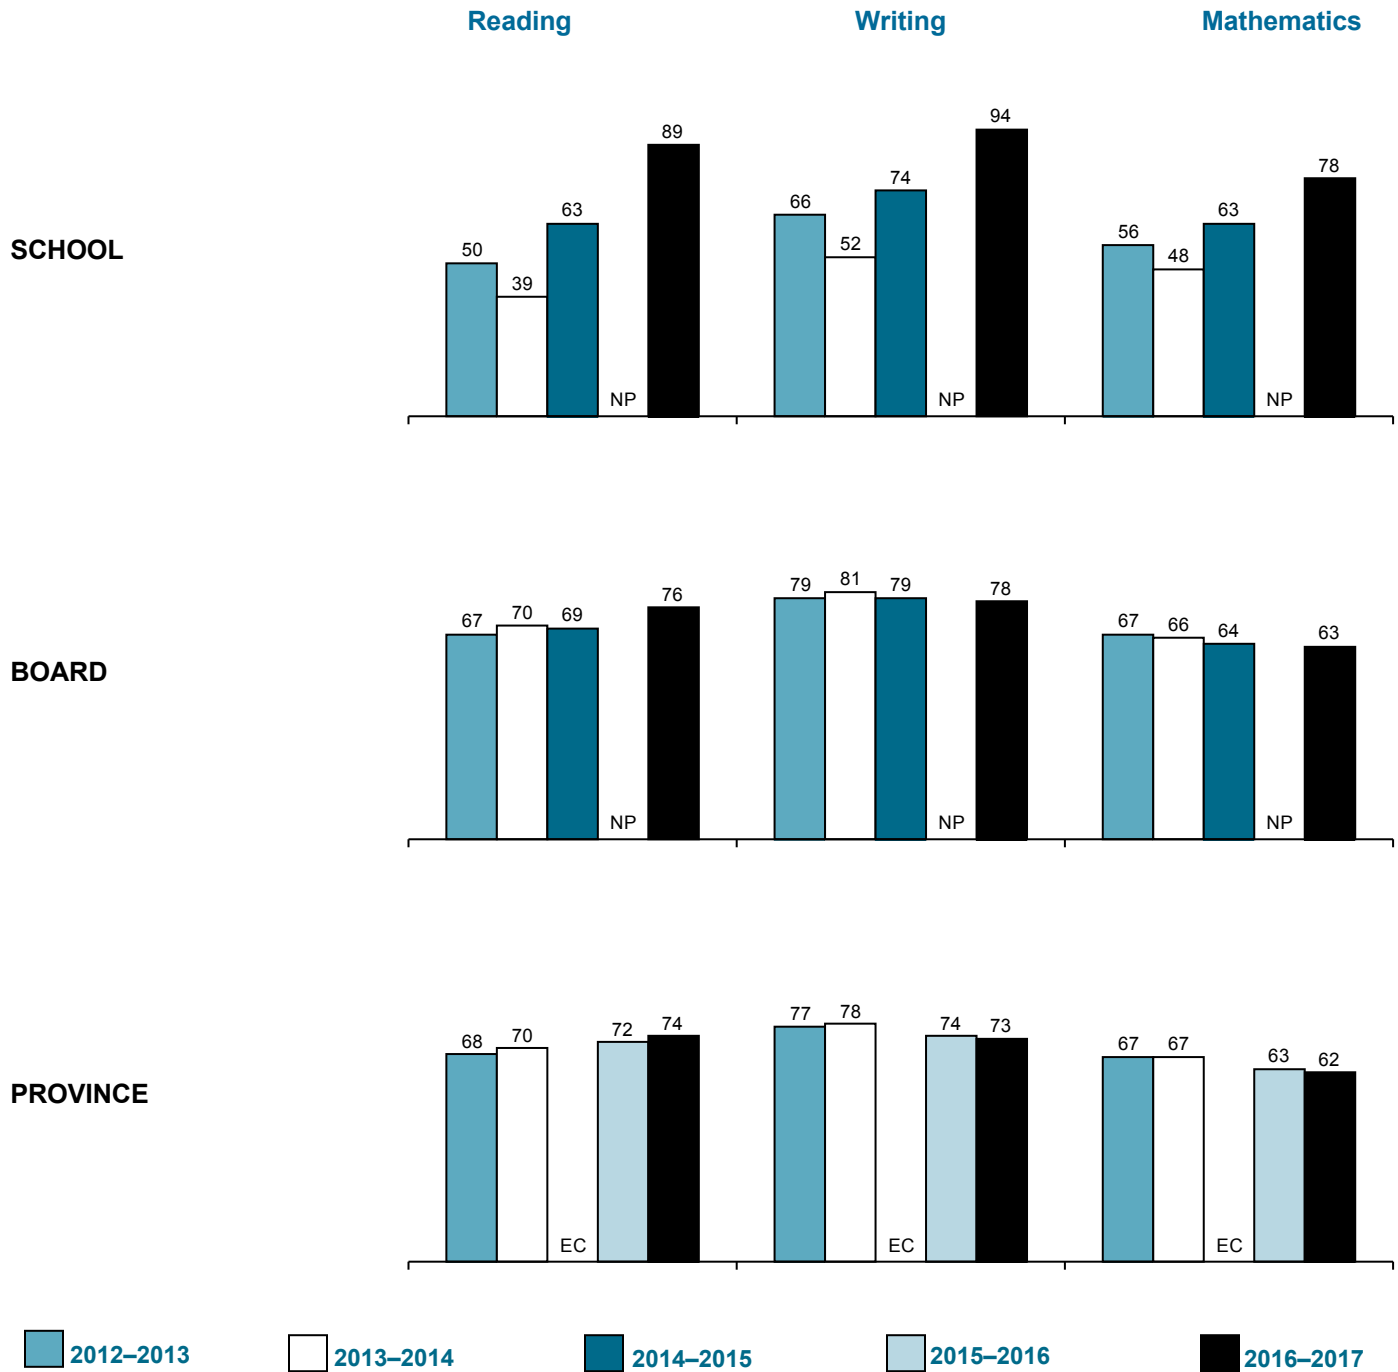 Reading Writing Mathematics
SCHOOL
50 39 63 NP 89 66 52 74 NP 94 56 48 63 NP 78
BOARD
67 70 69 NP 76 79 81 79 NP 78 67 66 64 NP 63
PROVINCE
68 70 EC 72 74 77 78 EC 74 73 67 67 EC 63 62
2012–2013 2013–2014 2014–2015 2015–2016 2016–2017